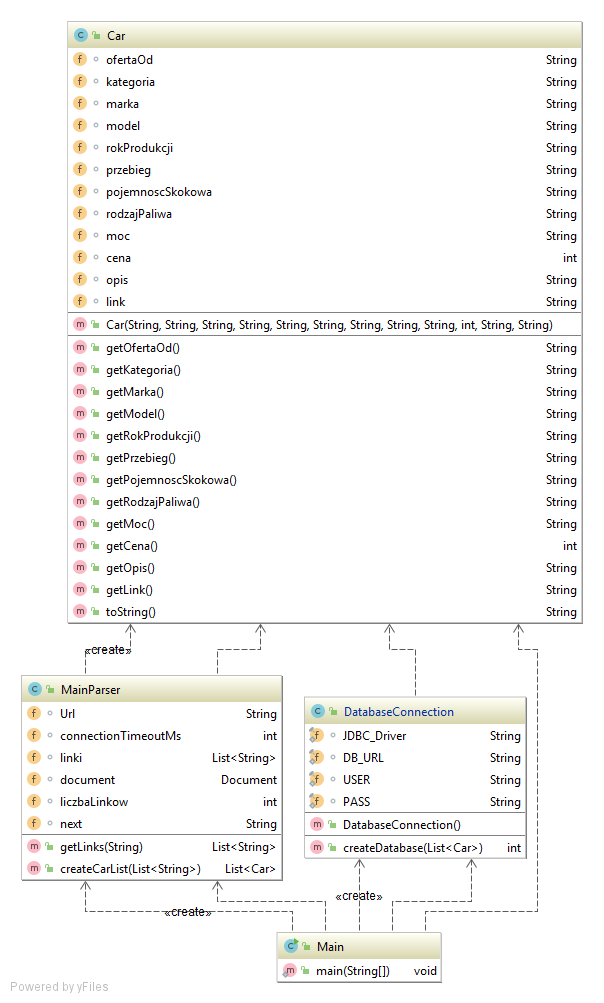 Car
ofertaOd String
kategoria String
marka String
model String
rokProdukcji String
przebieg String
pojemnoscSkokowa String
rodzajPaliwa String
moc String
cena int
opis String
link String
Car(String, String, String, String, String, String, String, String, String, int, String, String)
getOfertaOd() String
getKategoria() String
getMarka() String
getModel() String
getRokProdukcji() String
getPrzebieg() String
getPojemnoscSkokowa() String
getRodzajPaliwa() String
getMoc() String
getCena() int
getOpis() String
getLink() String
toString() String
«create»
MainParser
Url String
connectionTimeoutMs int
linki List<String>
document Document
liczbaLinkow int
next String
getLinks(String) List<String>
createCarList(List<String>) List<Car>
DatabaseConnection
JDBC_Driver String
DB_URL String
USER String
PASS String
DatabaseConnection()
createDatabase(List<Car>) int
«create»
«create»
Main
main(String[]) void
Powered by yFiles